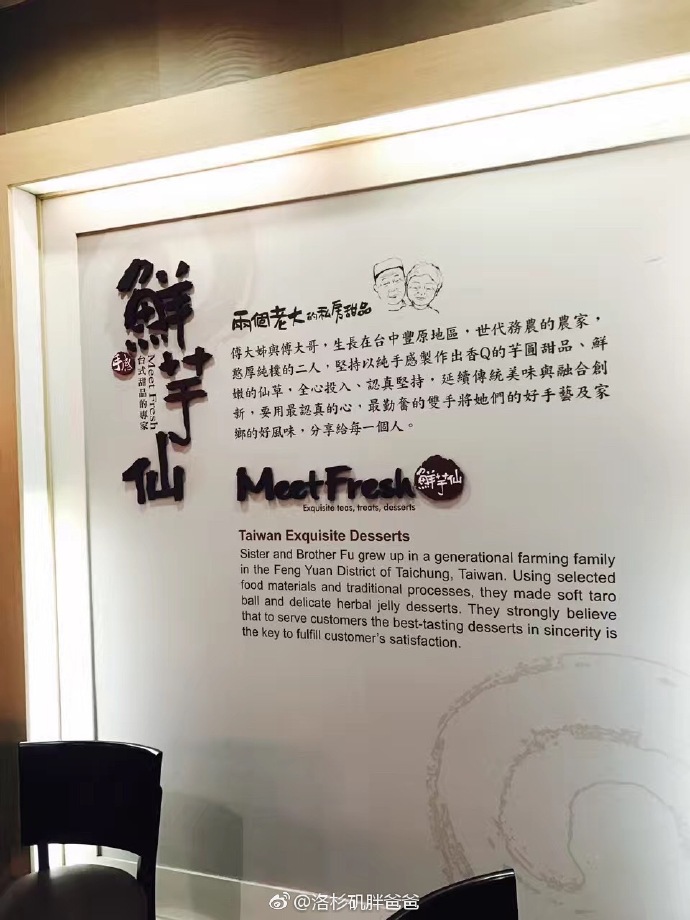 鮮芋仙
手感
Meet Fresh
台式甜品的專家
兩個老大的私房甜品
傅大姊與傅大哥，生長在台中豐原地區，世代務農的農家，
憨厚純樸的二人，堅持以純手感製作出香Q的芋圓甜品、鮮
嫩的仙草，全心投入、認真堅持，延續傳統美味與融合創
新，要用最認真的心，最勤奮的雙手將她們的好手藝及家
鄉的好風味，分享給每一個人。
MeetFresh 鮮芋仙
Exquisite teas, treats, desserts
Taiwan Exquisite Desserts
Sister and Brother Fu grew up in a generational farming family
in the Feng Yuan District of Taichung, Taiwan. Using selected
food materials and traditional processes, they made soft taro
ball and delicate herbal jelly desserts. They strongly believe
that to serve customers the best-tasting desserts in sincerity is
the key to fulfill customer's satisfaction.
@洛杉矶胖爸爸